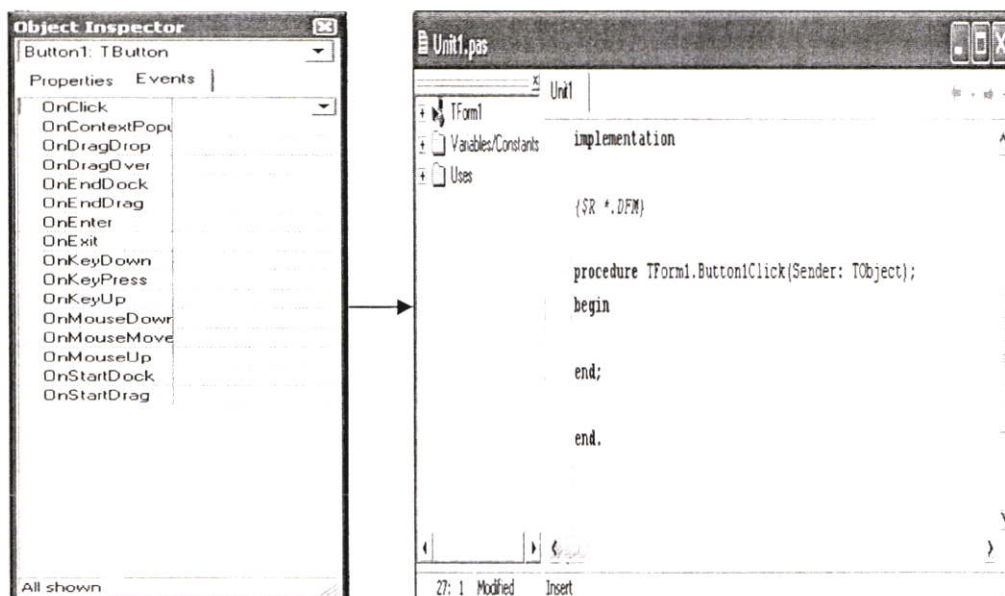 Object Inspector
Button1: TButton
Properties Events
OnClick
OnContextPopu
OnDragDrop
OnDragOver
OnEndDock
OnEndDrag
OnEnter
OnExit
OnKeyDown
OnKeyPress
OnKeyUp
OnMouseDown
OnMouseMove
OnMouseUp
OnStartDock
OnStartDrag
All shown
Unit1.pas
TForm1
Variables/Constants
Uses
Unit1
implementation
{$R *.DFM}
procedure TForm1.Button1Click(Sender: TObject);
begin
end;
end.
27: 1 Modified Insert